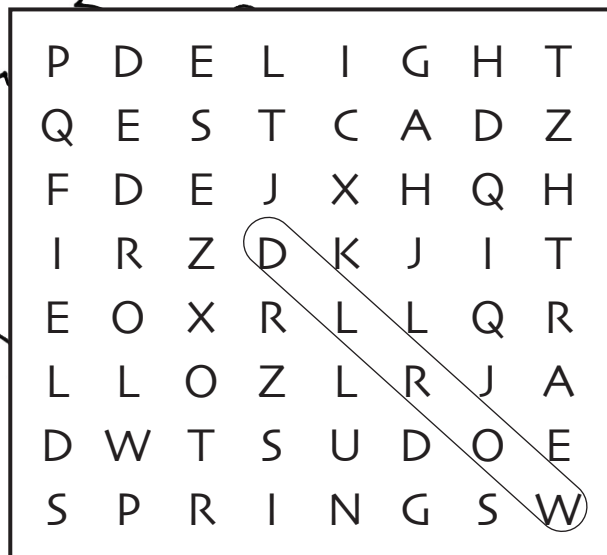 P D E L I G H T
Q E S T C A D Z
F D E J X H Q H
I R Z D K J I T
E O X R L L Q R
L L O Z L R J A
D W T S U D O E
S P R I N G S W